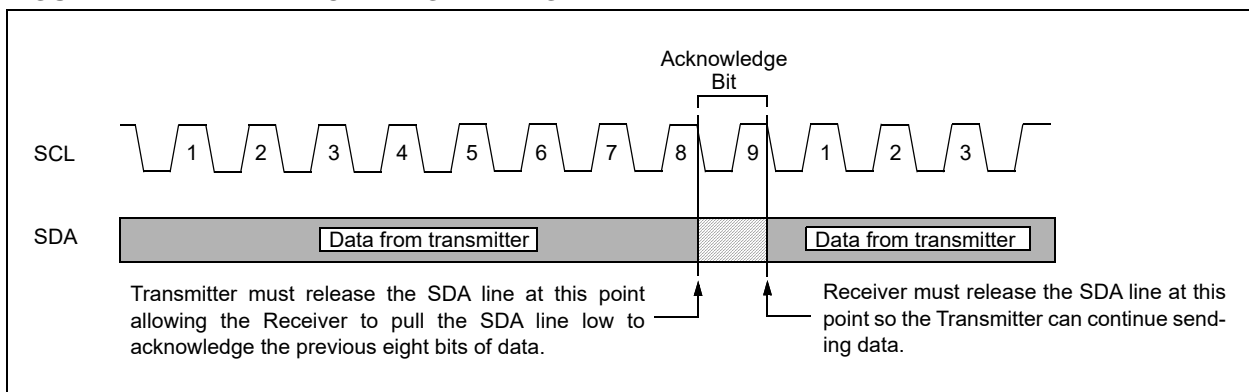 Acknowledge
Bit
SCL
1 2 3 4 5 6 7 8 9 1 2 3
SDA
Data from transmitter
Data from transmitter
Transmitter must release the SDA line at this point
allowing the Receiver to pull the SDA line low to
acknowledge the previous eight bits of data.
Receiver must release the SDA line at this
point so the Transmitter can continue send-
ing data.